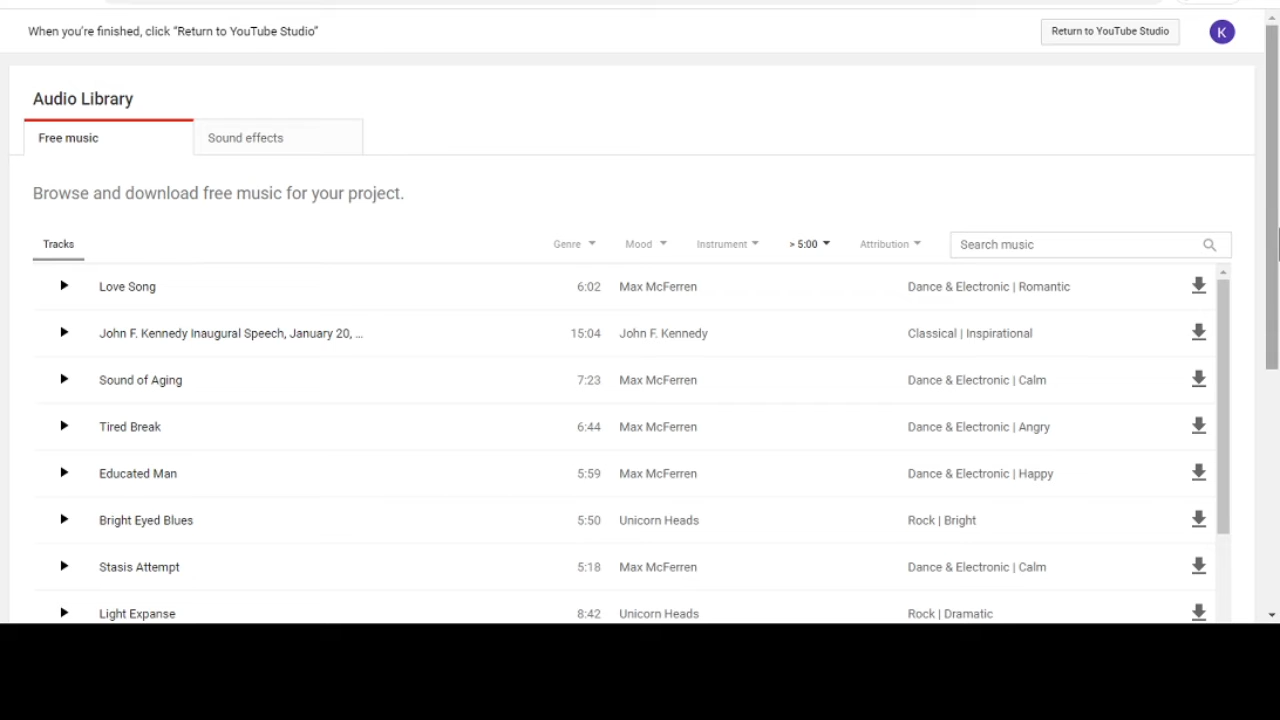 When you're finished, click “Return to YouTube Studio”
Return to YouTube Studio
K
Audio Library
Free music
Sound effects
Browse and download free music for your project.
Tracks Genre Mood Instrument > 5:00 Attribution Search music
Love Song 6:02 Max McFerren Dance & Electronic | Romantic
John F. Kennedy Inaugural Speech, January 20, ... 15:04 John F. Kennedy Classical | Inspirational
Sound of Aging 7:23 Max McFerren Dance & Electronic | Calm
Tired Break 6:44 Max McFerren Dance & Electronic | Angry
Educated Man 5:59 Max McFerren Dance & Electronic | Happy
Bright Eyed Blues 5:50 Unicorn Heads Rock | Bright
Stasis Attempt 5:18 Max McFerren Dance & Electronic | Calm
Light Expanse 8:42 Unicorn Heads Rock | Dramatic